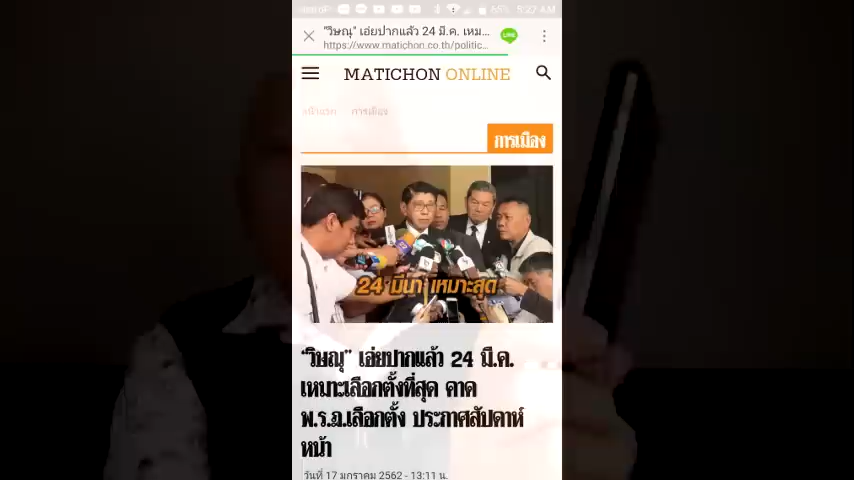 65% 5:22 AM
"วิษณุ" เอ่ยปากแล้ว 24 มี.ค. เหม...
LINE
https://www.matichon.co.th/politic...
MATICHON ONLINE
หน้าแรก การเมือง
การเมือง
24 มีนา เหมาะสุด
"วิษณุ" เอ่ยปากแล้ว 24 มี.ค.
เหมาะเลือกตั้งที่สุด คาด
พ.ร.ฎ.เลือกตั้ง ประกาศสัปดาห์
หน้า
วันที่ 17 มกราคม 2562 - 13:11 น.